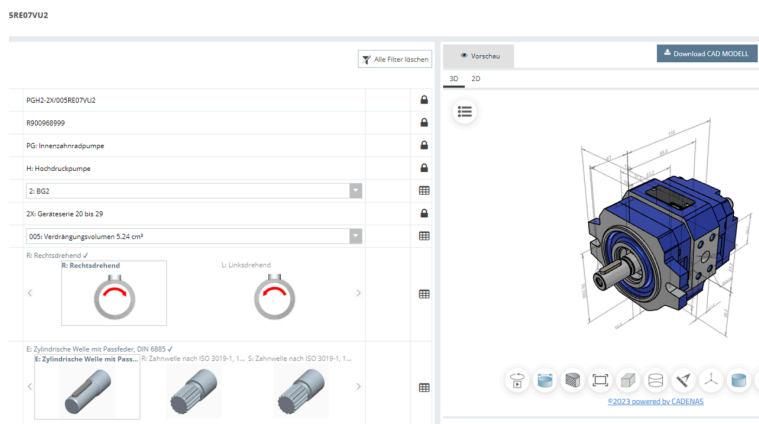 5RE07VU2
Alle Filter löschen
PGH2-2X/005RE07VU2
R900968999
PG: Innenzahnradpumpe
H: Hochdruckpumpe
2: BG2
2X: Geräteserie 20 bis 29
005: Verdrängungsvolumen 5.24 cm³
R: Rechtsdrehend ✓
R: Rechtsdrehend
L: Linksdrehend
E: Zylindrische Welle mit Passfeder, DIN 6885 ✓
E: Zylindrische Welle mit Pass...
R: Zahnwelle nach ISO 3019-1, 1...
S: Zahnwelle nach ISO 3019-1, 1...
Vorschau
Download CAD MODELL
3D
2D
©2023 powered by CADENAS